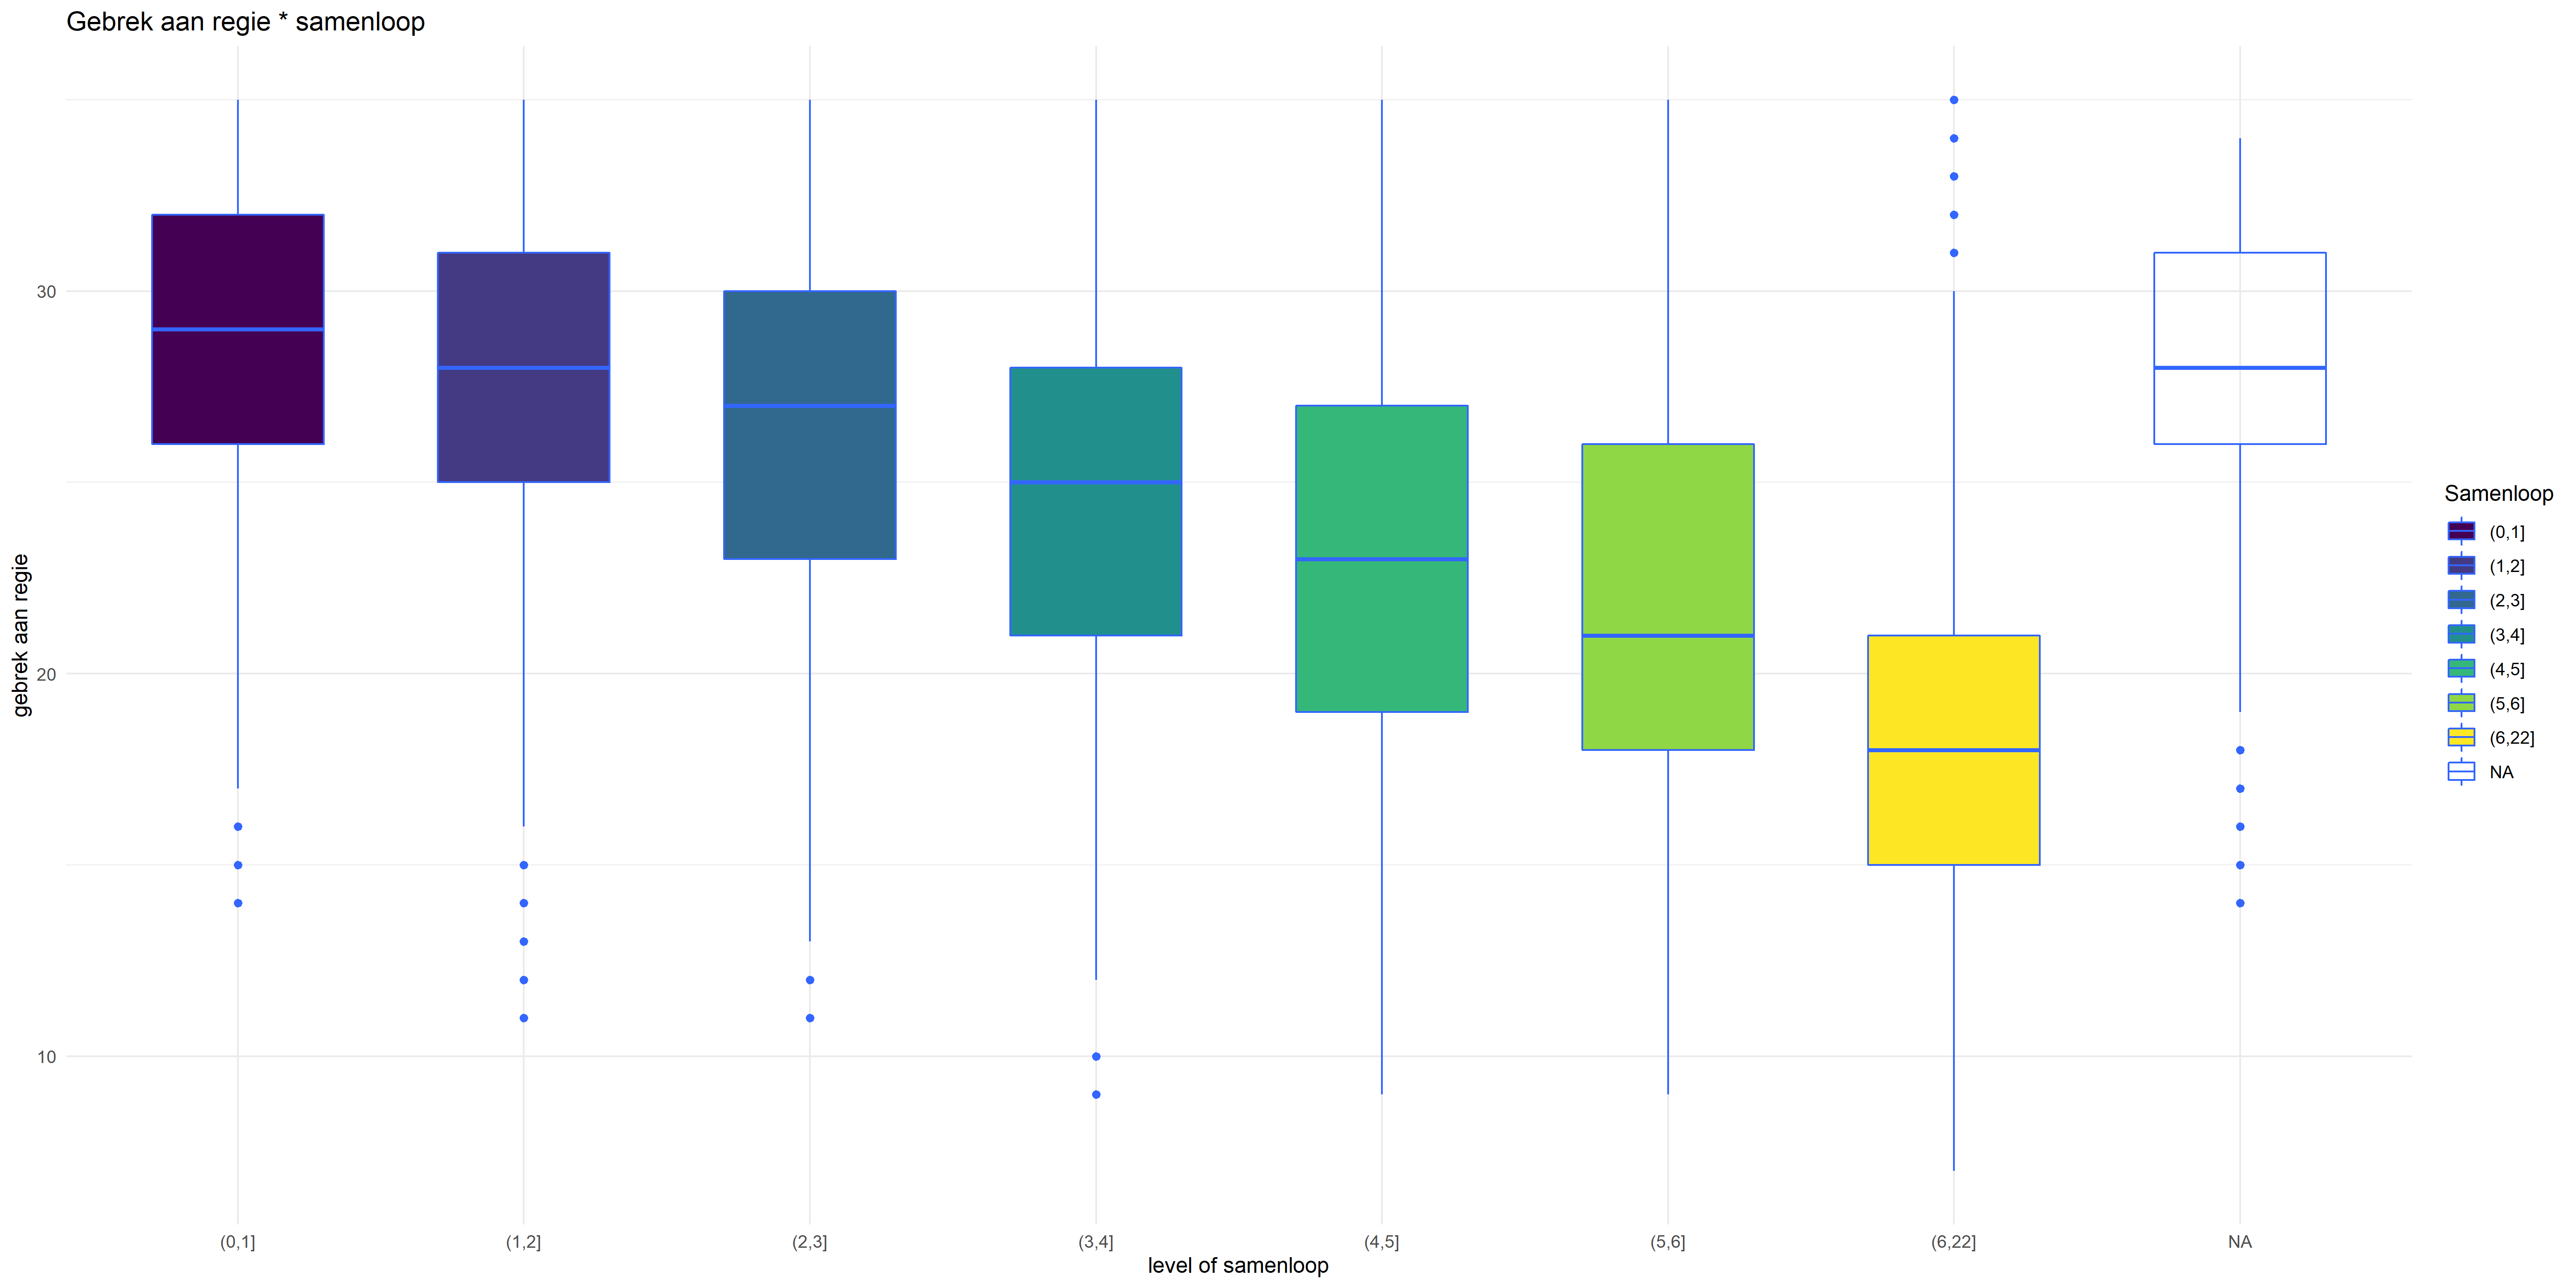 Gebrek aan regie * samenloop
gebrek aan regie
30
20
10
(0,1]
(1,2]
(2,3]
(3,4]
(4,5]
(5,6]
(6,22]
NA
level of samenloop
Samenloop
(0,1]
(1,2]
(2,3]
(3,4]
(4,5]
(5,6]
(6,22]
NA